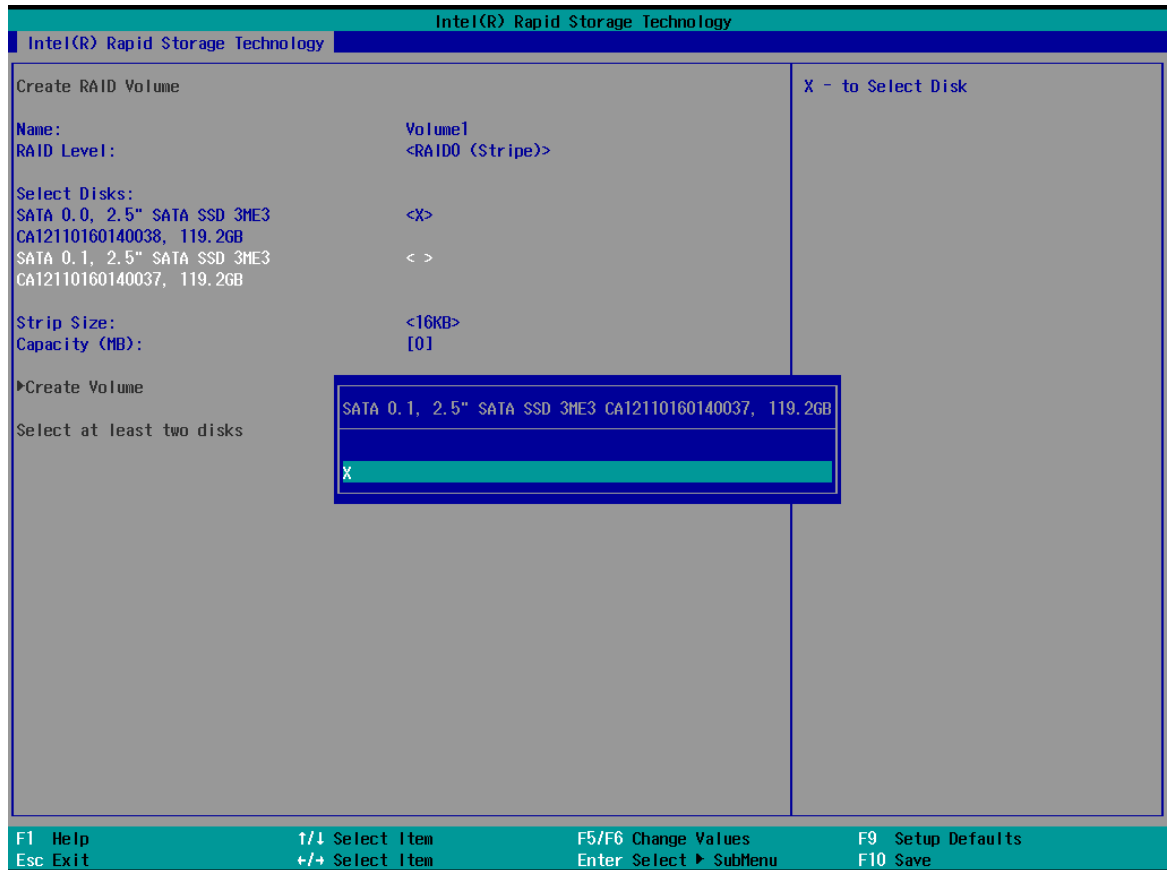 Intel(R) Rapid Storage Technology
Intel(R) Rapid Storage Technology
Create RAID Volume
X - to Select Disk
Name: Volume1
RAID Level: <RAID0 (Stripe)>
Select Disks:
SATA 0.0, 2.5" SATA SSD 3ME3 <X>
CA12110160140038, 119.2GB
SATA 0.1, 2.5" SATA SSD 3ME3 < >
CA12110160140037, 119.2GB
Strip Size: <16KB>
Capacity (MB): [0]
▶Create Volume
Select at least two disks
SATA 0.1, 2.5" SATA SSD 3ME3 CA12110160140037, 119.2GB
X
F1 Help ↑/↓ Select Item F5/F6 Change Values F9 Setup Defaults
Esc Exit ←/→ Select Item Enter Select ▶ SubMenu F10 Save